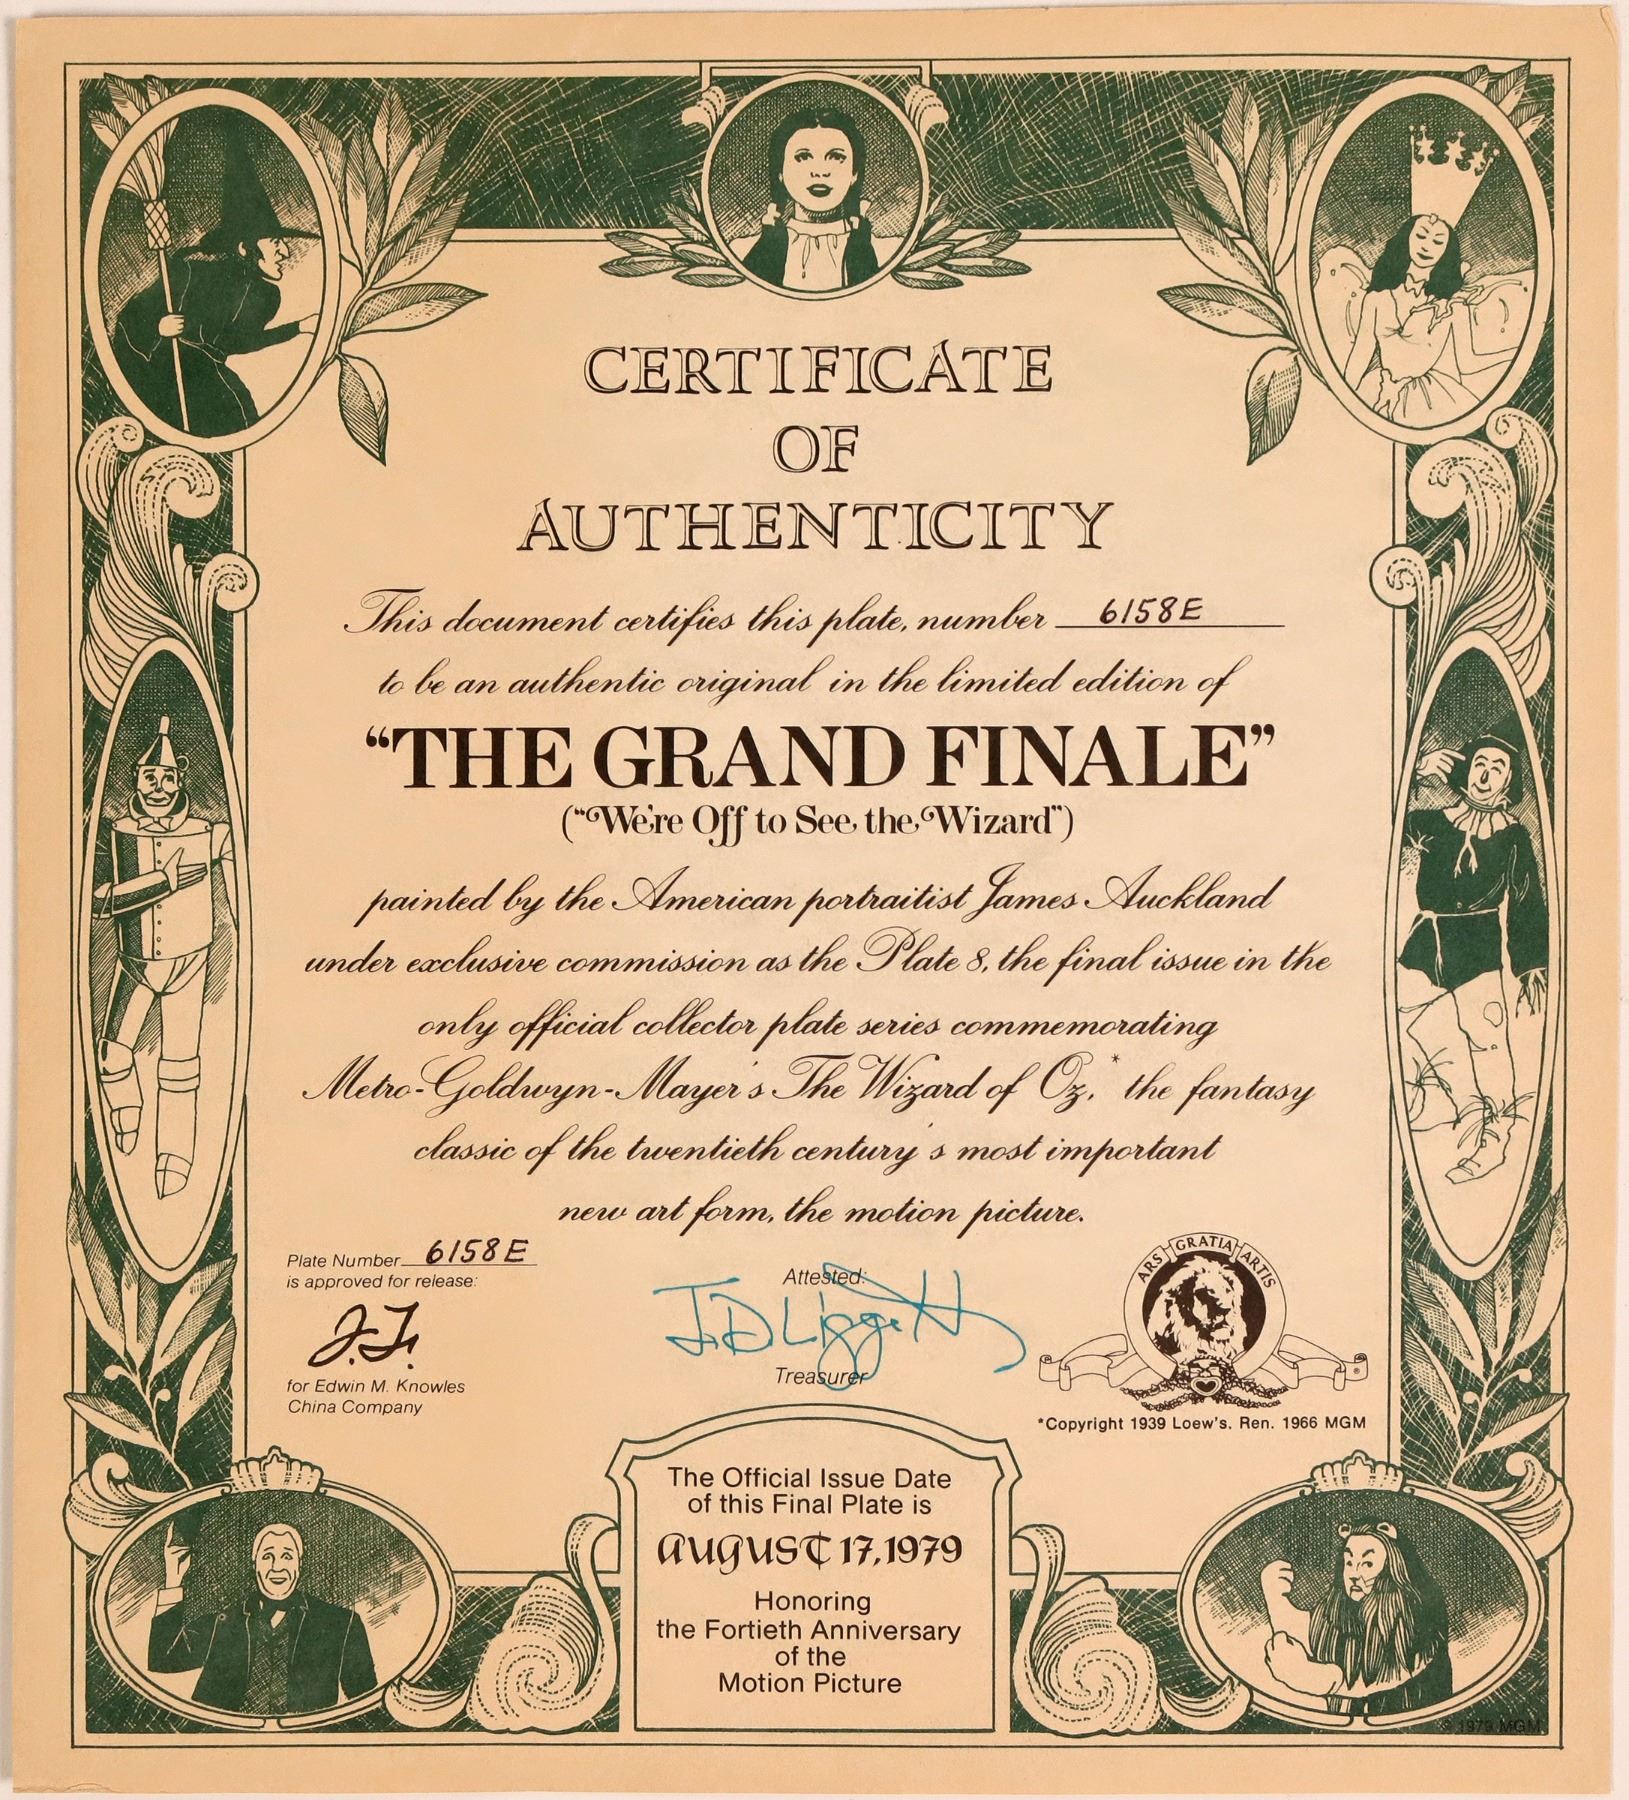 CERTIFICATE
OF
AUTHENTICITY
This document certifies this plate, number 6158E
to be an authentic original in the limited edition of
“THE GRAND FINALE”
(“We're Off to See the Wizard”)
painted by the American portraitist James Auckland
under exclusive commission as the Plate 8, the final issue in the
only official collector plate series commemorating
Metro-Goldwyn-Mayer's The Wizard of Oz,* the fantasy
classic of the twentieth century's most important
new art form, the motion picture.
Plate Number 6158E
is approved for release:
J.F.
for Edwin M. Knowles
China Company
Attested:
J.D Liggett
Treasurer
ARS GRATIA ARTIS
*Copyright 1939 Loew's. Ren. 1966 MGM
The Official Issue Date
of this Final Plate is
AUGUST 17, 1979
Honoring
the Fortieth Anniversary
of the
Motion Picture
© 1979 MGM